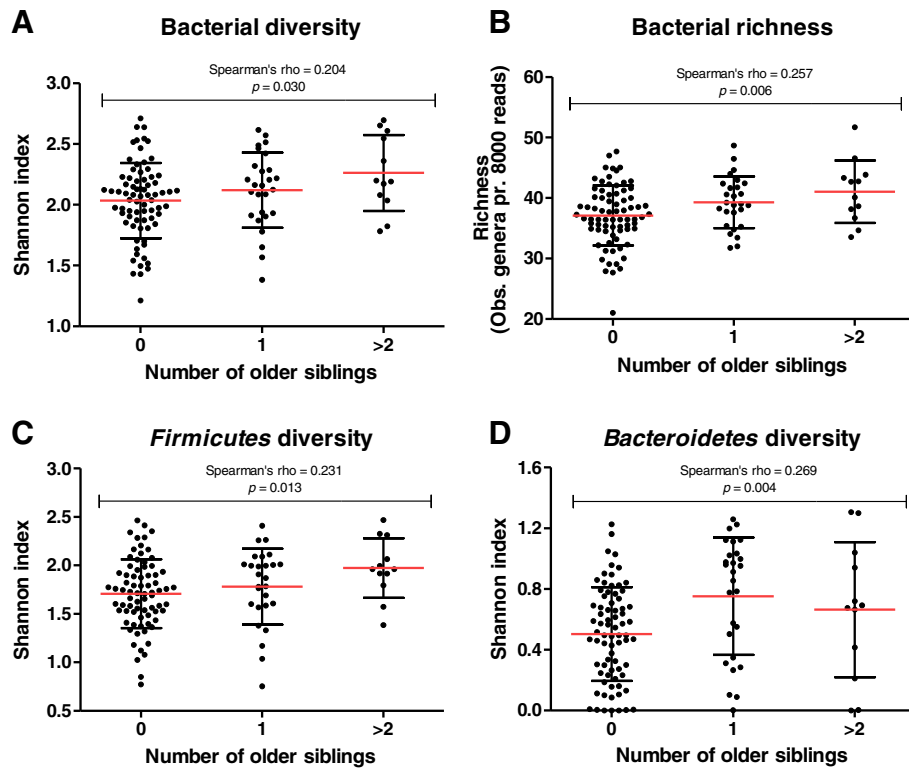 A
Bacterial diversity
Spearman's rho = 0.204
p = 0.030
3.0
2.5
2.0
1.5
1.0
Shannon index
0
1
>2
Number of older siblings
B
Bacterial richness
Spearman's rho = 0.257
p = 0.006
60
50
40
30
20
Richness
(Obs. genera pr. 8000 reads)
0
1
>2
Number of older siblings
C
Firmicutes diversity
Spearman's rho = 0.231
p = 0.013
3.0
2.5
2.0
1.5
1.0
0.5
Shannon index
0
1
>2
Number of older siblings
D
Bacteroidetes diversity
Spearman's rho = 0.269
p = 0.004
1.6
1.2
0.8
0.4
0.0
Shannon index
0
1
>2
Number of older siblings